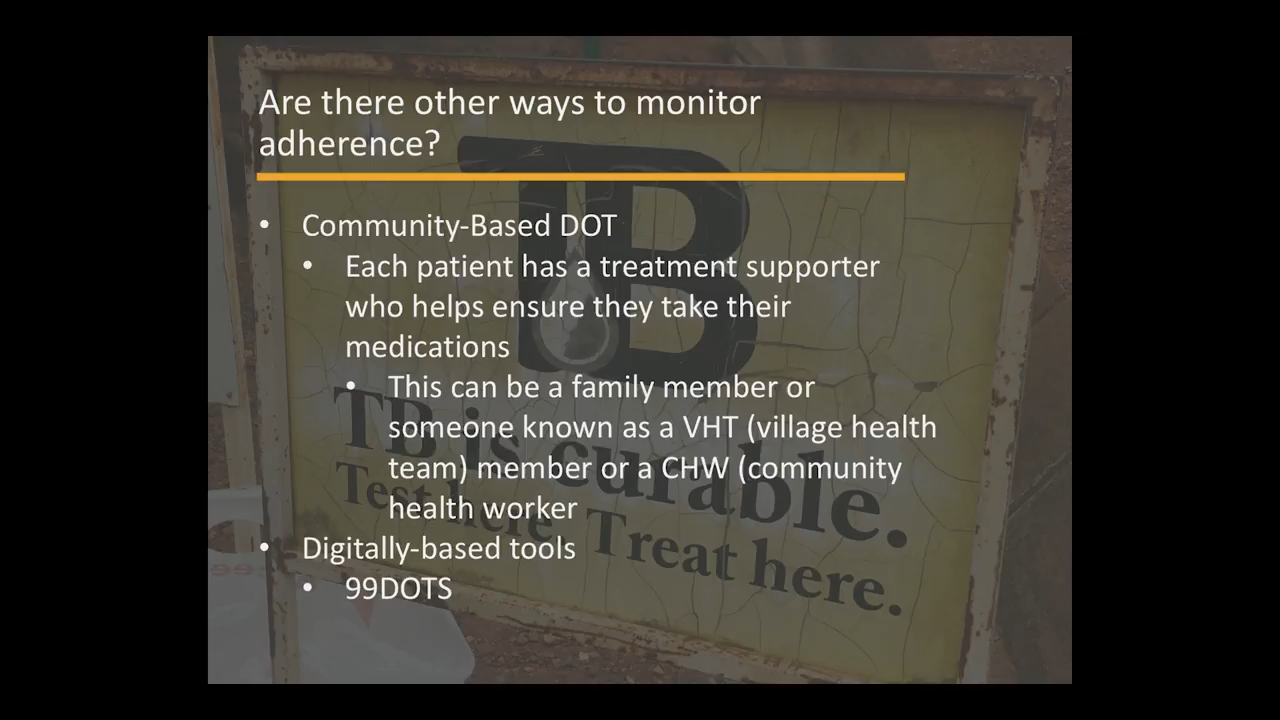 Are there other ways to monitor
adherence?
• Community-Based DOT
• Each patient has a treatment supporter
who helps ensure they take their
medications
• This can be a family member or
someone known as a VHT (village health
team) member or a CHW (community
health worker
• Digitally-based tools
• 99DOTS
TB
TB is curable.
Test here. Treat here.